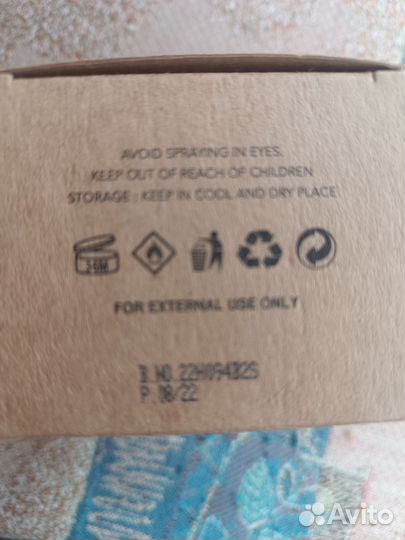 AVOID SPRAYING IN EYES.
KEEP OUT OF REACH OF CHILDREN
STORAGE : KEEP IN COOL AND DRY PLACE
24M
FOR EXTERNAL USE ONLY
B NO. 22H09432S
P 08/22
Avito